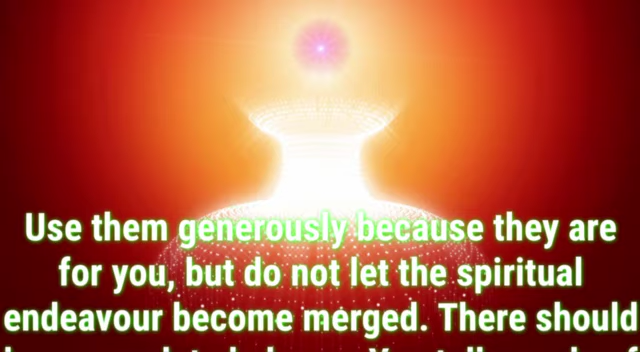 Use them generously because they are
for you, but do not let the spiritual
endeavour become merged. There should